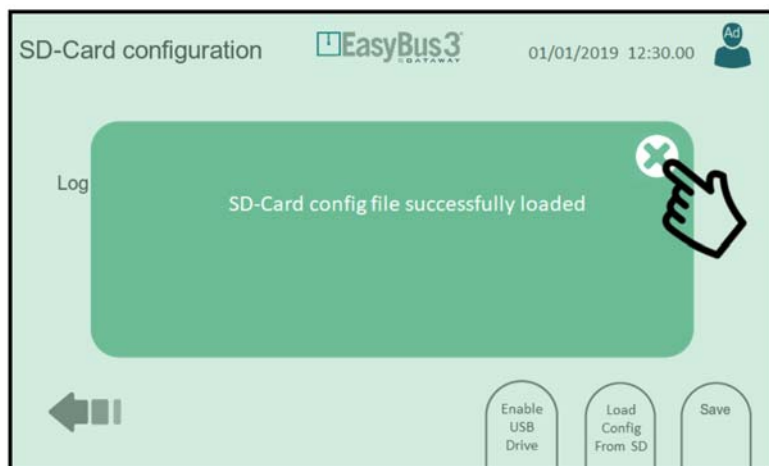 SD-Card configuration
EasyBus3
DATAWAY
01/01/2019 12:30.00
Ad
Log
SD-Card config file successfully loaded
Enable
USB
Drive
Load
Config
From SD
Save